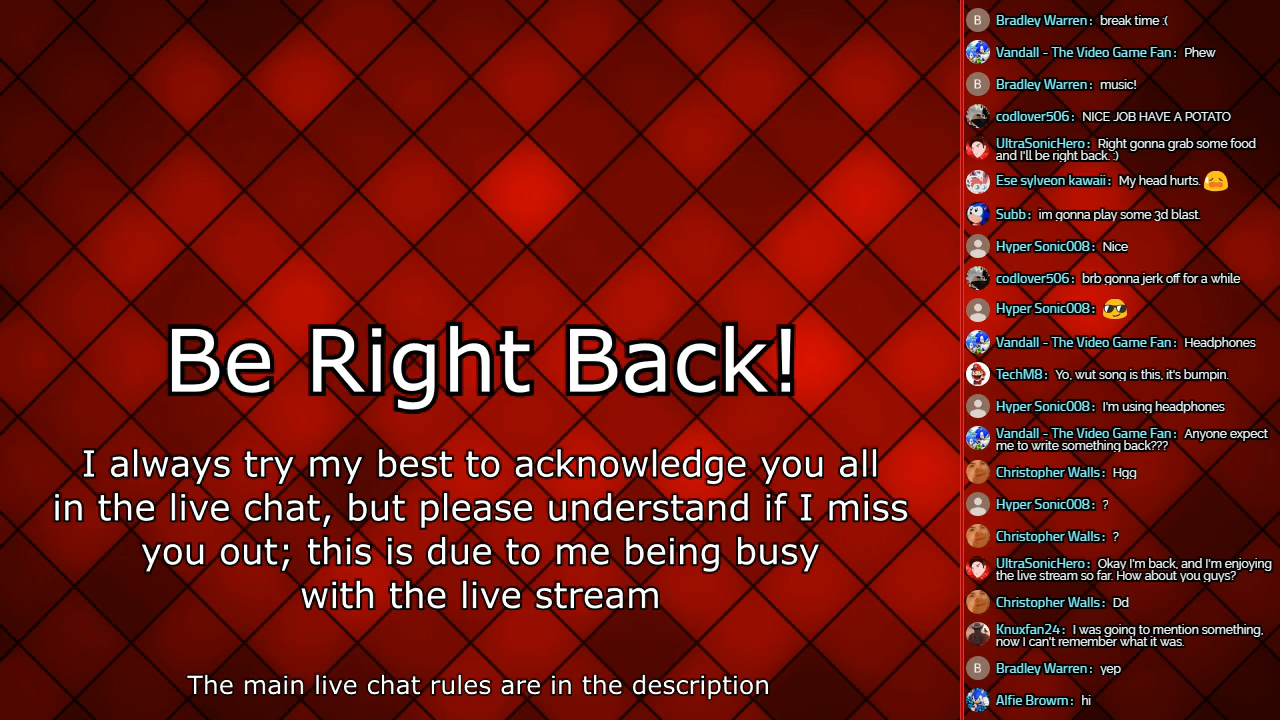 Be Right Back!
I always try my best to acknowledge you all
in the live chat, but please understand if I miss
you out; this is due to me being busy
with the live stream
The main live chat rules are in the description
B Bradley Warren: break time :(
Vandall - The Video Game Fan: Phew
B Bradley Warren: music!
codlover506: NICE JOB HAVE A POTATO
UltraSonicHero: Right gonna grab some food
and I'll be right back. :)
Ese sylveon kawaii: My head hurts. 😩
Subb: im gonna play some 3d blast.
Hyper Sonic008: Nice
codlover506: brb gonna jerk off for a while
Hyper Sonic008: 😎
Vandall - The Video Game Fan: Headphones
TechM8: Yo, wut song is this, it's bumpin.
Hyper Sonic008: I'm using headphones
Vandall - The Video Game Fan: Anyone expect
me to write something back???
Christopher Walls: Hgg
Hyper Sonic008: ?
Christopher Walls: ?
UltraSonicHero: Okay I'm back, and I'm enjoying
the live stream so far. How about you guys?
Christopher Walls: Dd
Knuxfan24: I was going to mention something,
now I can't remember what it was.
B Bradley Warren: yep
Alfie Browm: hi